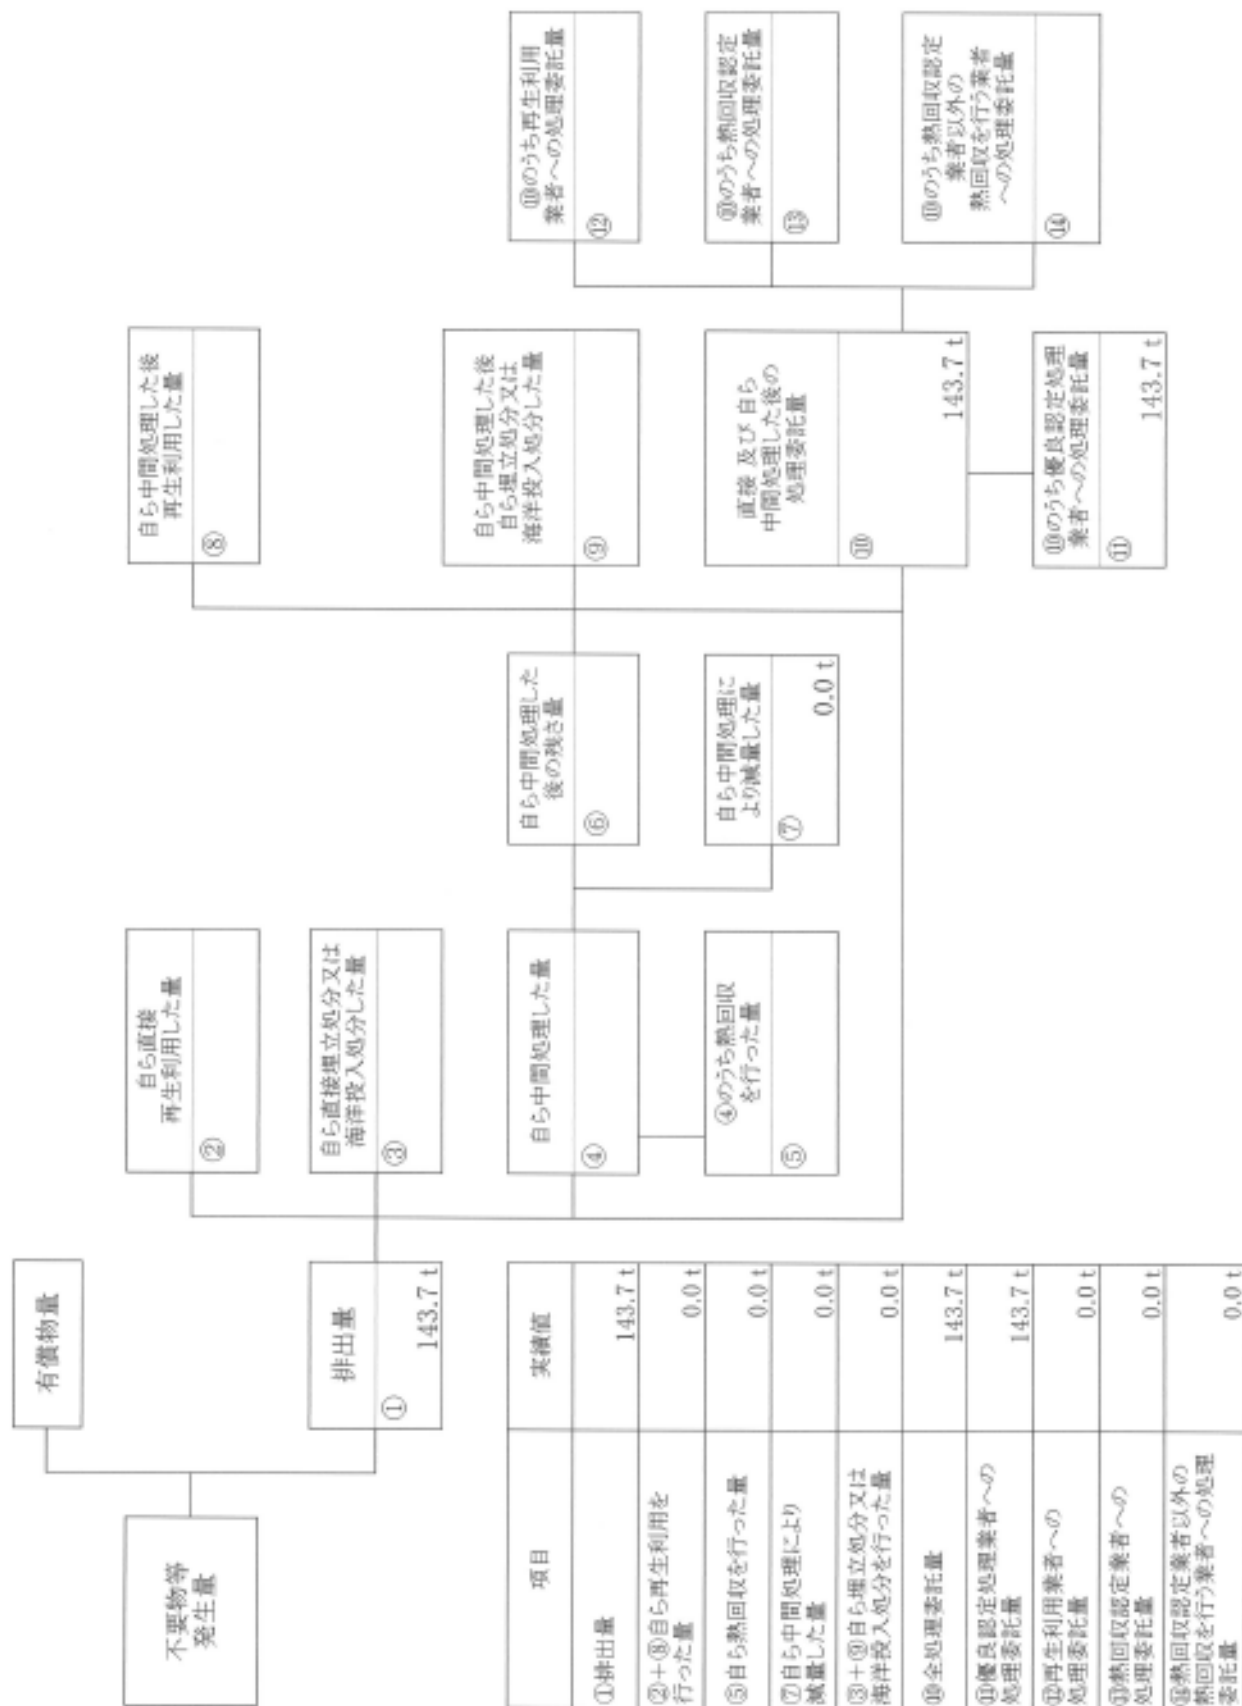 不要物等
発生量
有償物量
排出量
①
143.7 t
自ら直接
再生利用した量
②
自ら直接埋立処分又は
海洋投入処分した量
③
自ら中間処理した量
④
④のうち熱回収
を行った量
⑤
自ら中間処理した
後の残さ量
⑥
自ら中間処理に
より減量した量
⑦
0.0 t
自ら中間処理した後
再生利用した量
⑧
自ら中間処理した後
自ら埋立処分又は
海洋投入処分した量
⑨
直接 及び 自ら
中間処理した後の
処理委託量
⑩
143.7 t
⑩のうち優良認定処理
業者への処理委託量
⑪
143.7 t
⑩のうち再生利用
業者への処理委託量
⑫
⑩のうち熱回収認定
業者への処理委託量
⑬
⑩のうち熱回収認定
業者以外の
熱回収を行う業者
への処理委託量
⑭
項目
実績値
①排出量
143.7 t
②+⑧自ら再生利用を
行った量
0.0 t
⑤自ら熱回収を行った量
0.0 t
⑦自ら中間処理により
減量した量
0.0 t
③+⑨自ら埋立処分又は
海洋投入処分を行った量
0.0 t
⑩全処理委託量
143.7 t
⑪優良認定処理業者への
処理委託量
143.7 t
⑫再生利用業者への
処理委託量
0.0 t
⑬熱回収認定業者への
処理委託量
0.0 t
⑭熱回収認定業者以外の
熱回収を行う業者への処理
委託量
0.0 t